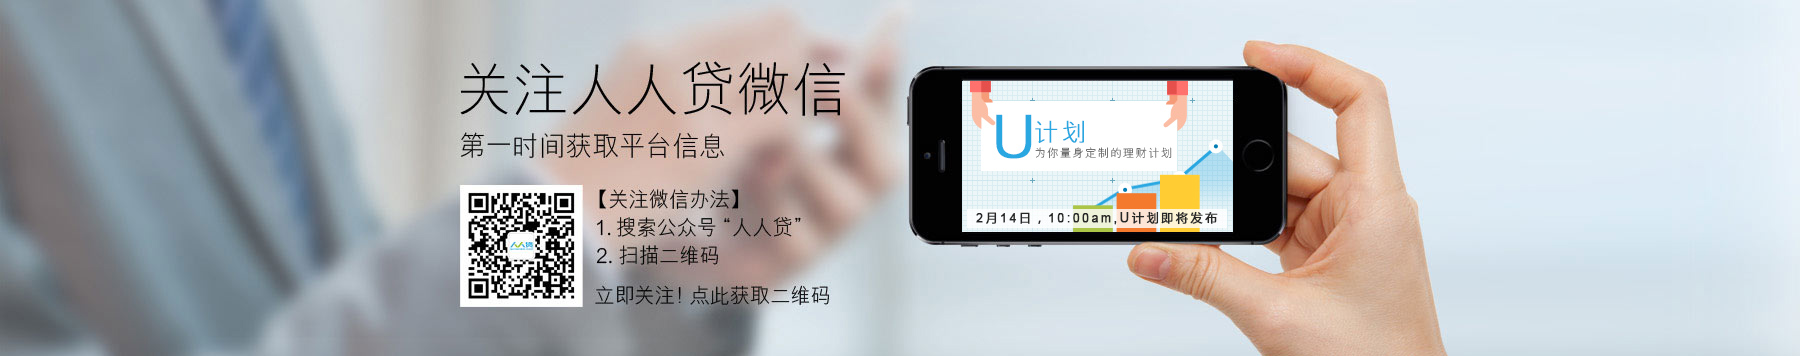 关注人人贷微信
第一时间获取平台信息
【关注微信办法】
1. 搜索公众号“人人贷”
2. 扫描二维码
立即关注！点此获取二维码
人人贷
U计划
为你量身定制的理财计划
2月14日，10:00am,U计划即将发布